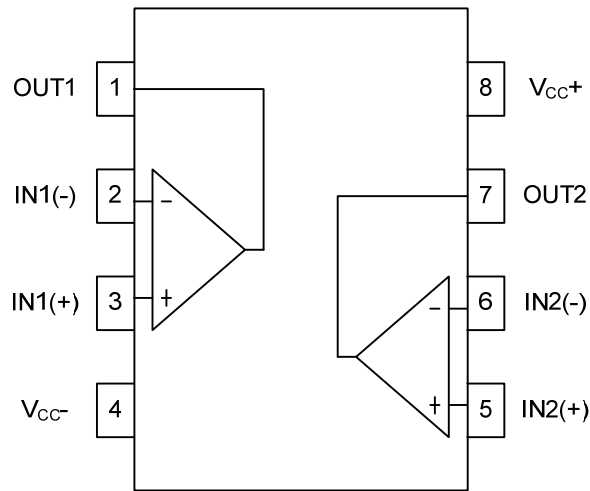 OUT1 1
IN1(-) 2 -
IN1(+) 3 +
VCC- 4
8 VCC+
7 OUT2
- 6 IN2(-)
+ 5 IN2(+)